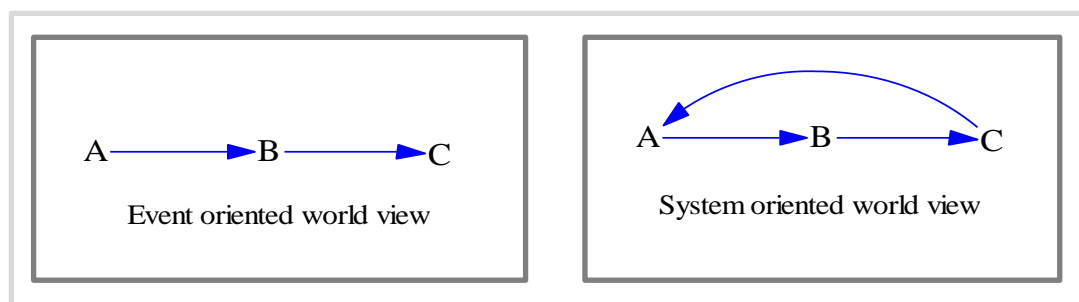 A B C
Event oriented world view
A B C
System oriented world view